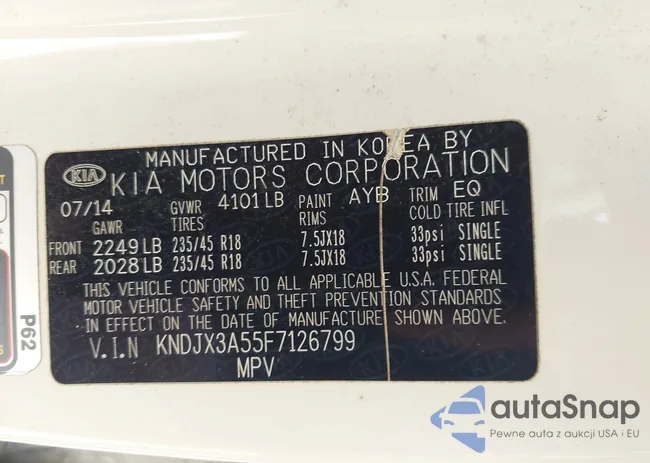 MANUFACTURED IN KOREA BY
KIA KIA MOTORS CORPORATION
07/14 GVWR 4101 LB PAINT AYB TRIM EQ
GAWR TIRES RIMS COLD TIRE INFL
FRONT 2249 LB 235/45 R18 7.5JX18 33psi SINGLE
REAR 2028 LB 235/45 R18 7.5JX18 33psi SINGLE
THIS VEHICLE CONFORMS TO ALL APPLICABLE U.S.A. FEDERAL
MOTOR VEHICLE SAFETY AND THEFT PREVENTION STANDARDS
IN EFFECT ON THE DATE OF MANUFACTURE SHOWN ABOVE.
V.I.N KNDJX3A55F7126799
MPV
P62
autaSnap
Pewne auta z aukcji USA i EU